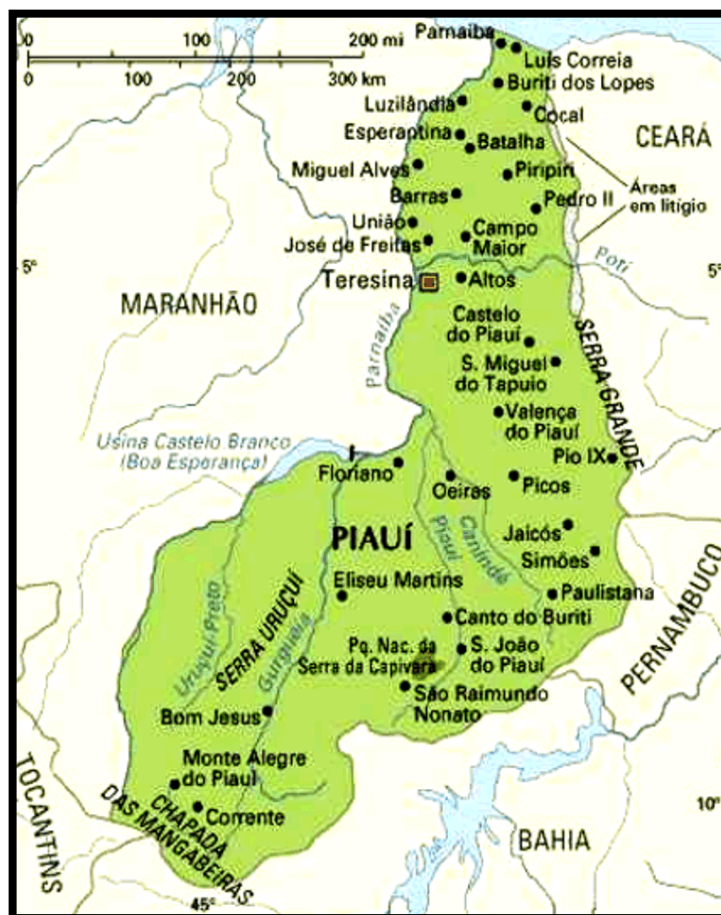 100
200 mi
0
0
100
200
300 km
Parnaíba
Luís Correia
Buriti dos Lopes
Luzilândia
Cocal
Esperantina
Batalha
CEARÁ
Miguel Alves
Piripiri
Áreas
em litígio
Barras
Pedro II
União
Campo
Maior
José de Freitas
Poti
5°
5°
Teresina
Altos
MARANHÃO
Parnaíba
Castelo
do Piauí
S. Miguel
do Tapuio
SERRA GRANDE
Valença
do Piauí
Usina Castelo Branco
(Boa Esperança)
Pio IX
Floriano
Oeiras
Picos
PIAUÍ
Piauí
Canindé
Jaicós
Simões
Eliseu Martins
Paulistana
Uruçuí Preto
SERRA URUÇUÍ
Gurgueia
Canto do Buriti
PERNAMBUCO
Pq. Nac. da
Serra da Capivara
S. João
do Piauí
São Raimundo
Nonato
Bom Jesus
Monte Alegre
do Piauí
TOCANTINS
CHAPADA
DAS MANGABEIRAS
Corrente
10°
BAHIA
45°